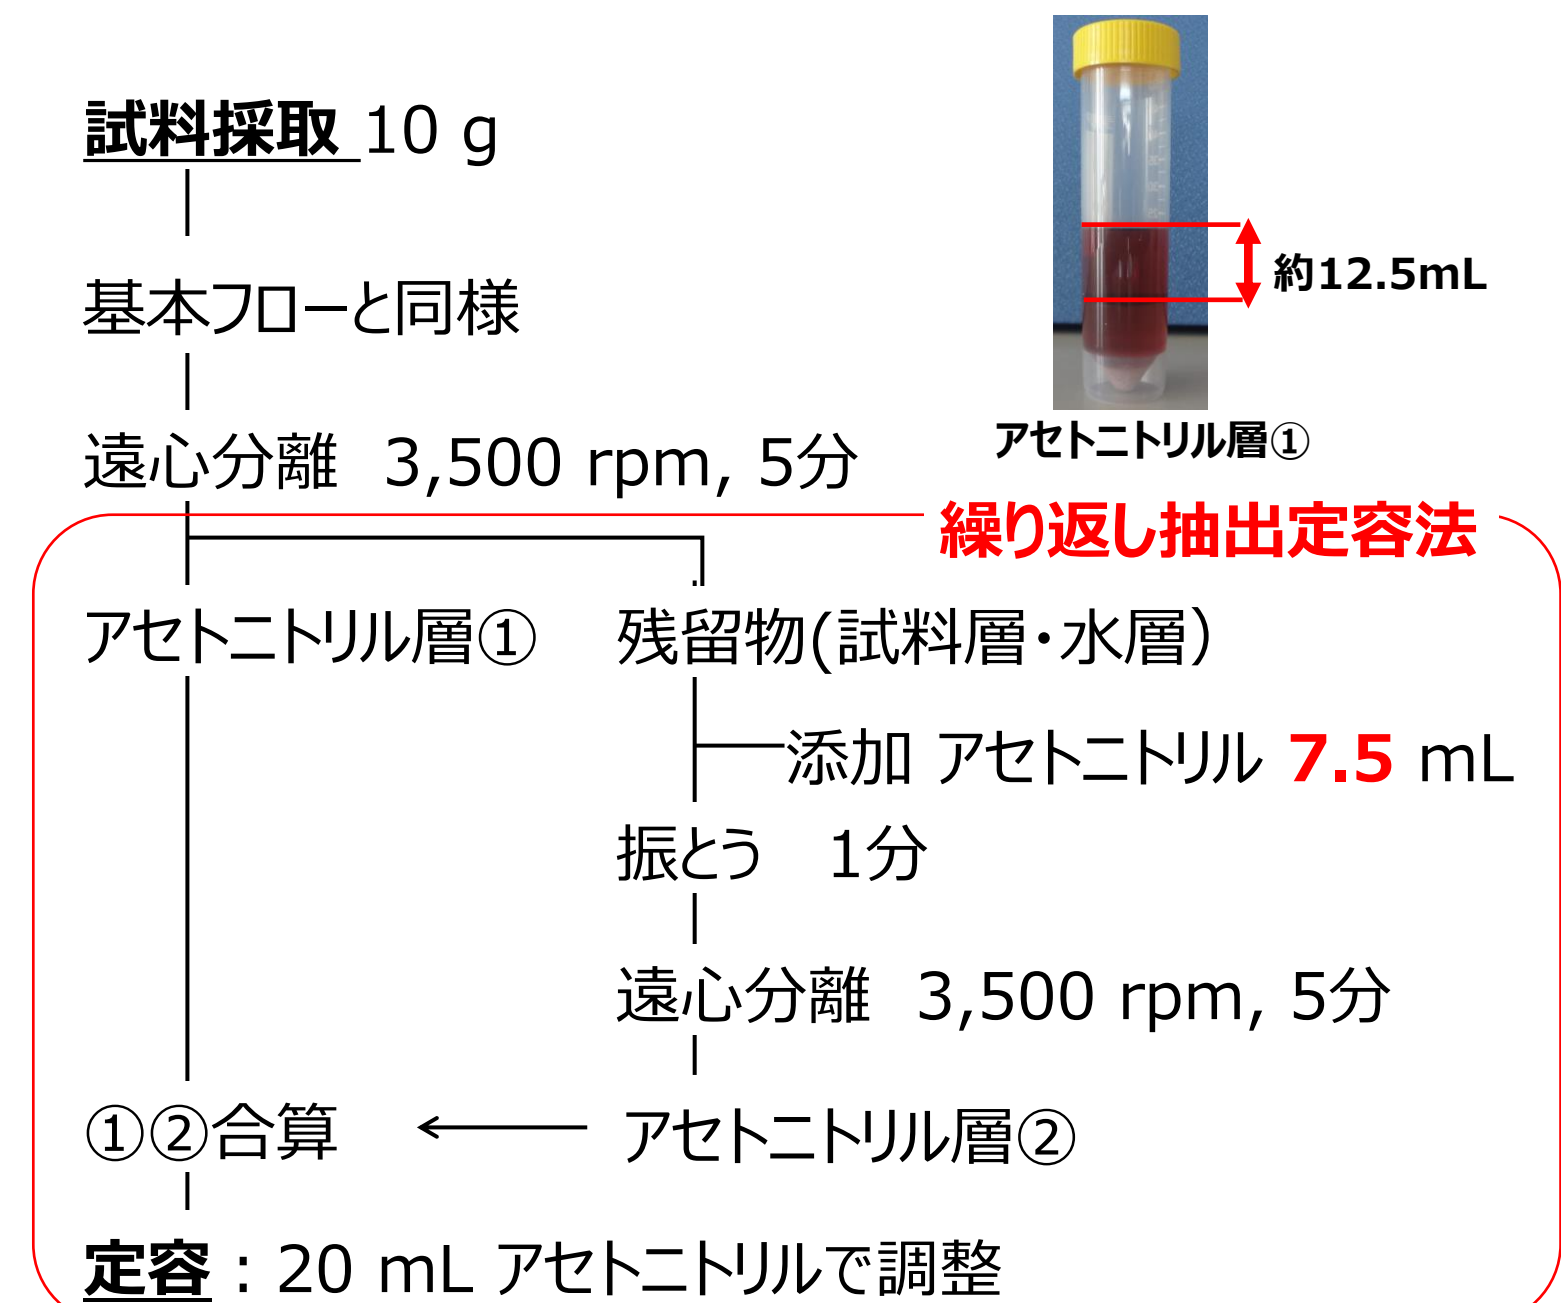 試料採取 10 g
約12.5mL
基本フローと同様
アセトニトリル層①
遠心分離 3,500 rpm, 5分
繰り返し抽出定容法
アセトニトリル層① 残留物(試料層・水層)
添加 アセトニトリル 7.5 mL
振とう 1分
遠心分離 3,500 rpm, 5分
①②合算 ← アセトニトリル層②
定容：20 mL アセトニトリルで調整